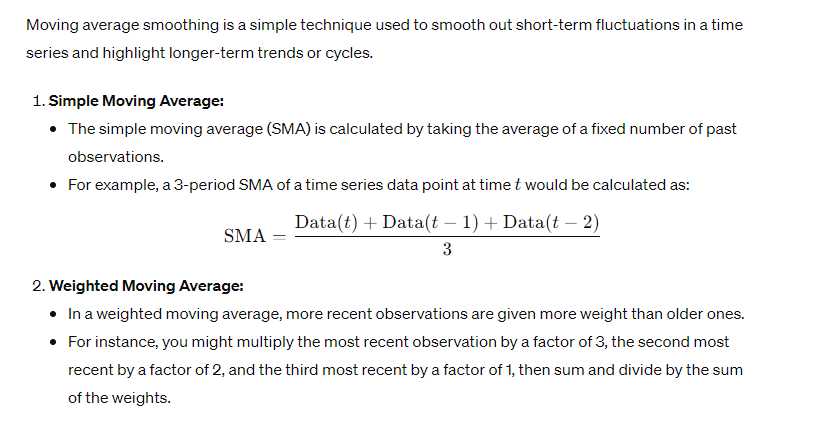 Moving average smoothing is a simple technique used to smooth out short-term fluctuations in a time
series and highlight longer-term trends or cycles.
1. Simple Moving Average:
• The simple moving average (SMA) is calculated by taking the average of a fixed number of past
observations.
• For example, a 3-period SMA of a time series data point at time t would be calculated as:
SMA = Data(t) + Data(t − 1) + Data(t − 2)
3
2. Weighted Moving Average:
• In a weighted moving average, more recent observations are given more weight than older ones.
• For instance, you might multiply the most recent observation by a factor of 3, the second most
recent by a factor of 2, and the third most recent by a factor of 1, then sum and divide by the sum
of the weights.